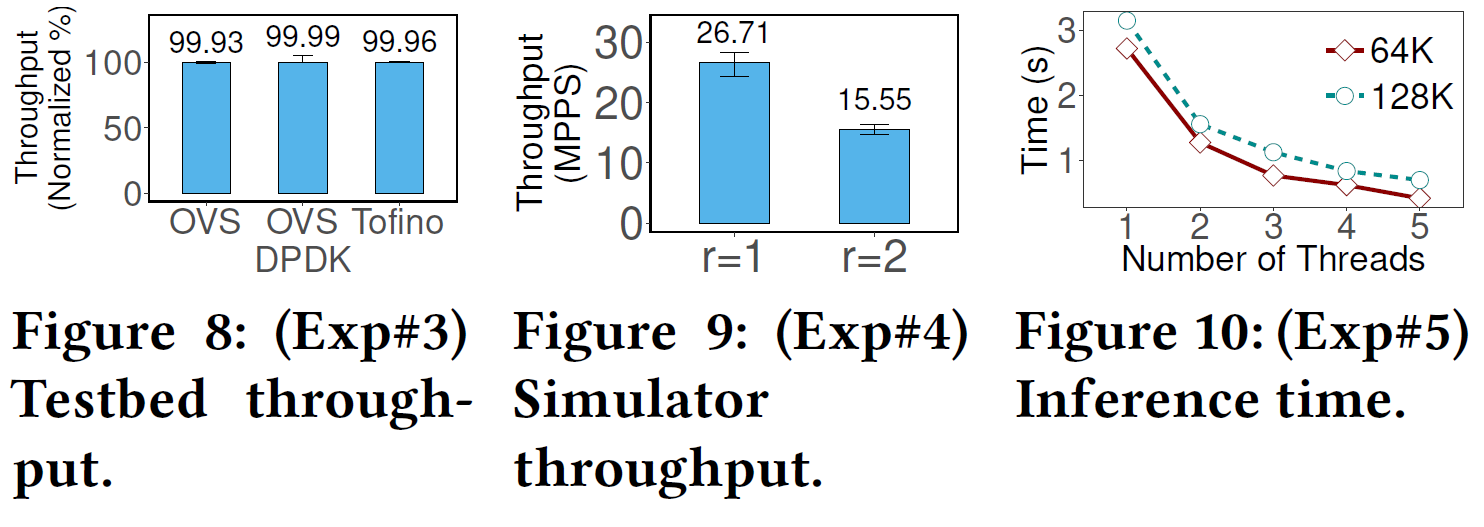 Throughput
(Normalized %)
100
50
0
99.93
99.99
99.96
OVS
OVS
Tofino
DPDK
Figure 8: (Exp#3)
Testbed through-
put.
Throughput
(MPPS)
30
20
10
0
26.71
15.55
r=1
r=2
Figure 9: (Exp#4)
Simulator
throughput.
Time (s)
3
2
1
64K
128K
1 2 3 4 5
Number of Threads
Figure 10: (Exp#5)
Inference time.